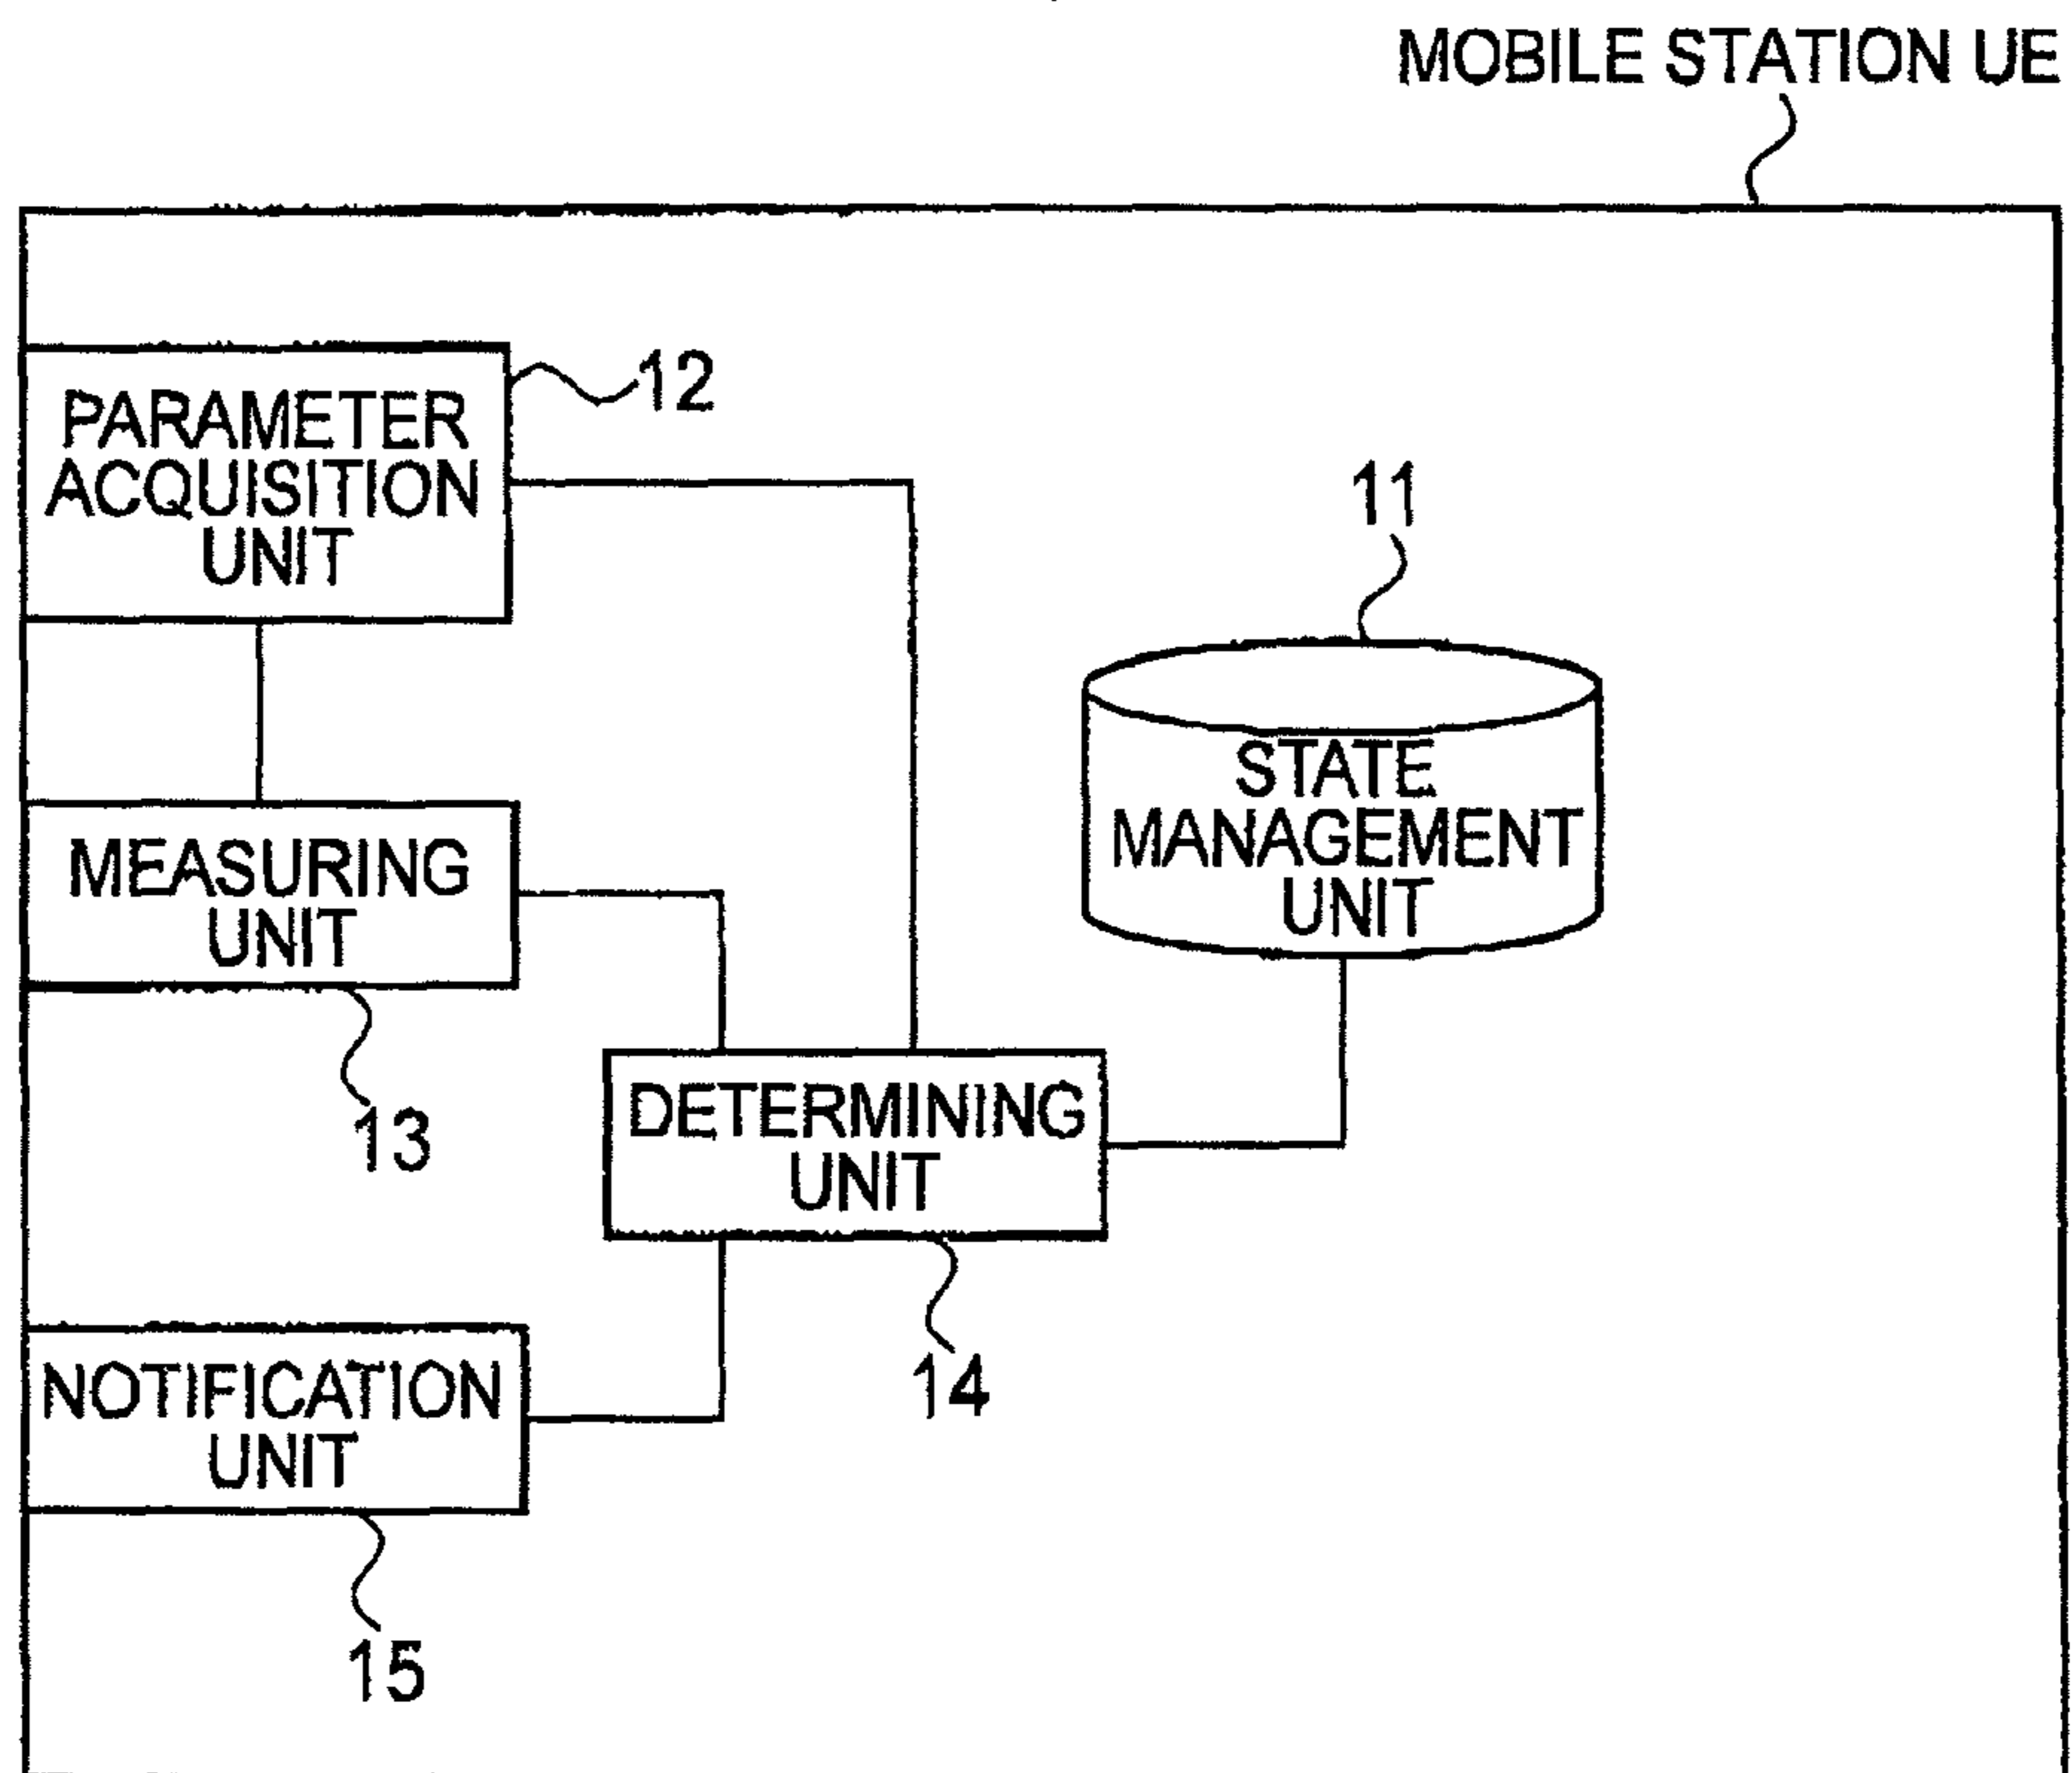 MOBILE STATION UE
PARAMETER
ACQUISITION
UNIT
12
11
STATE
MANAGEMENT
UNIT
MEASURING
UNIT
13
DETERMINING
UNIT
14
NOTIFICATION
UNIT
15